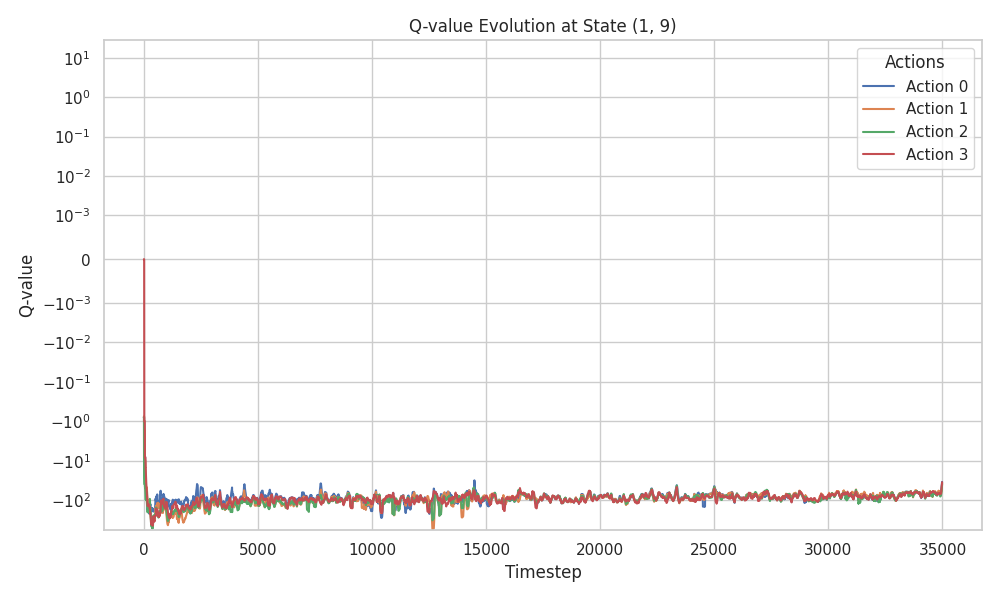 Q-value Evolution at State (1, 9)
10¹
10⁰
10⁻¹
10⁻²
10⁻³
0
−10⁻³
−10⁻²
−10⁻¹
−10⁰
−10¹
−10²
Q-value
Actions
Action 0
Action 1
Action 2
Action 3
0 5000 10000 15000 20000 25000 30000 35000
Timestep